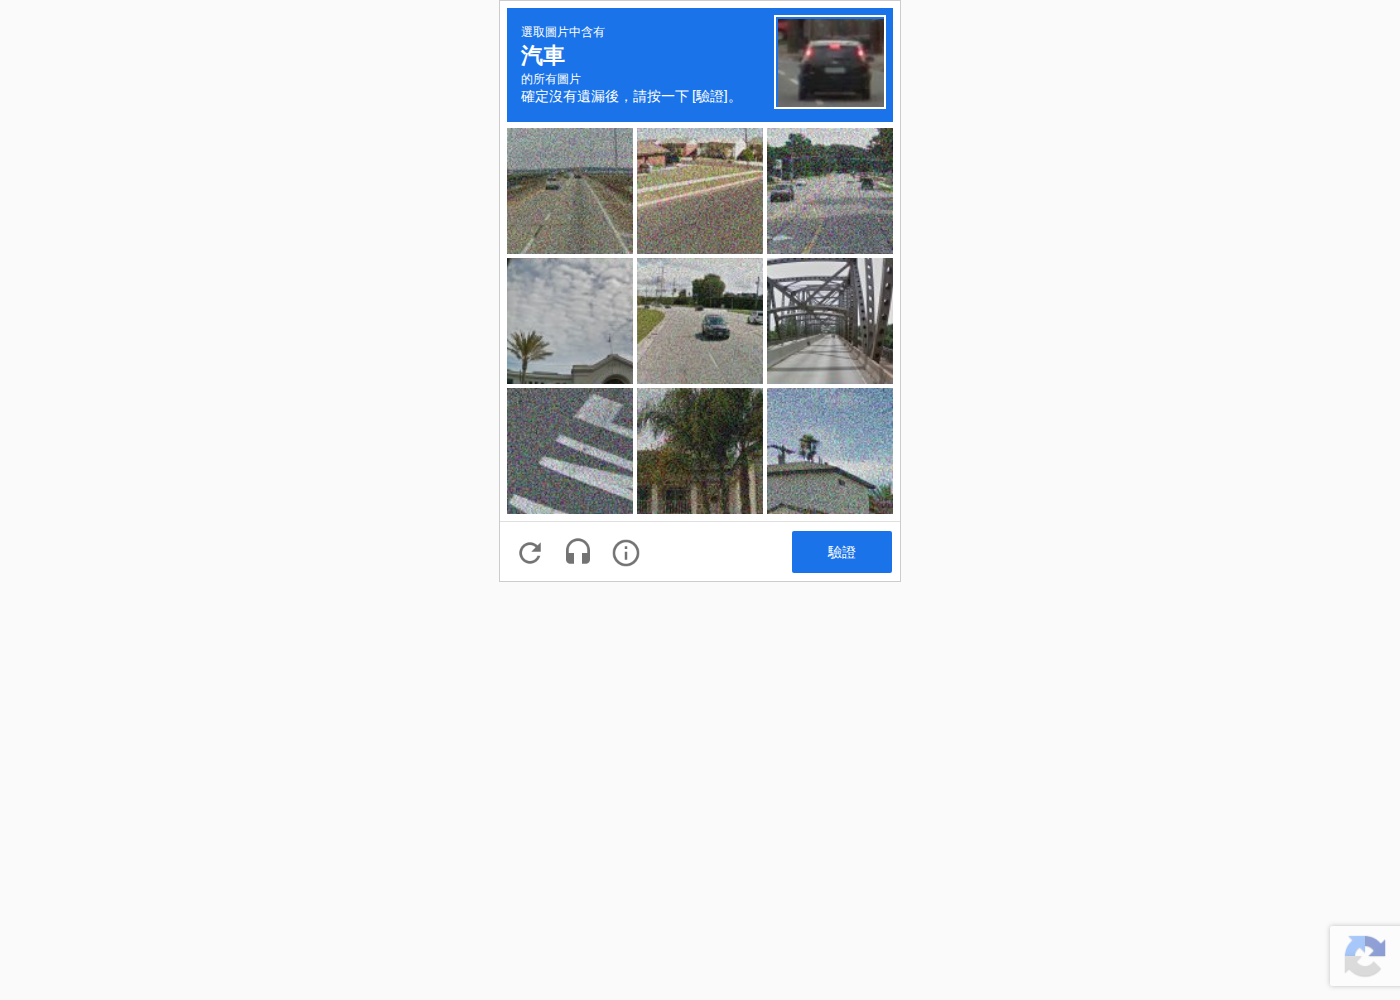 選取圖片中含有
汽車
的所有圖片
確定沒有遺漏後，請按一下 [驗證]。
驗證